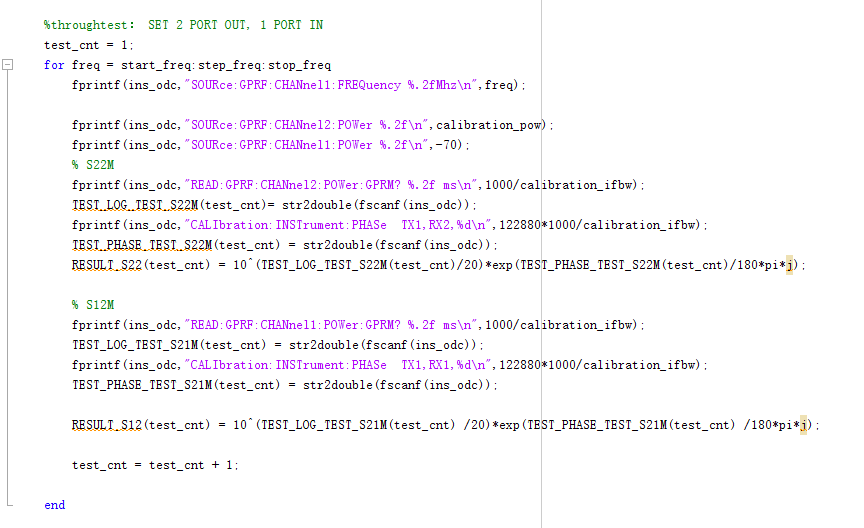 %throughtest: SET 2 PORT OUT, 1 PORT IN
test_cnt = 1;
for freq = start_freq:step_freq:stop_freq
fprintf(ins_odc,"SOURce:GPRF:CHANnel1:FREQuency %.2fMhz\n",freq);
fprintf(ins_odc,"SOURce:GPRF:CHANnel2:POWer %.2f\n",calibration_pow);
fprintf(ins_odc,"SOURce:GPRF:CHANnel1:POWer %.2f\n",-70);
% S22M
fprintf(ins_odc,"READ:GPRF:CHANnel2:POWer:GPRM? %.2f ms\n",1000/calibration_ifbw);
TEST_LOG_TEST_S22M(test_cnt)= str2double(fscanf(ins_odc));
fprintf(ins_odc,"CALIbration:INSTrument:PHASe  TX1,RX2,%d\n",122880*1000/calibration_ifbw);
TEST_PHASE_TEST_S22M(test_cnt) = str2double(fscanf(ins_odc));
RESULT_S22(test_cnt) = 10^(TEST_LOG_TEST_S22M(test_cnt)/20)*exp(TEST_PHASE_TEST_S22M(test_cnt)/180*pi*j);
% S12M
fprintf(ins_odc,"READ:GPRF:CHANnel1:POWer:GPRM? %.2f ms\n",1000/calibration_ifbw);
TEST_LOG_TEST_S21M(test_cnt) = str2double(fscanf(ins_odc));
fprintf(ins_odc,"CALIbration:INSTrument:PHASe  TX1,RX1,%d\n",122880*1000/calibration_ifbw);
TEST_PHASE_TEST_S21M(test_cnt) = str2double(fscanf(ins_odc));
RESULT_S12(test_cnt) = 10^(TEST_LOG_TEST_S21M(test_cnt) /20)*exp(TEST_PHASE_TEST_S21M(test_cnt) /180*pi*j);
test_cnt = test_cnt + 1;
end